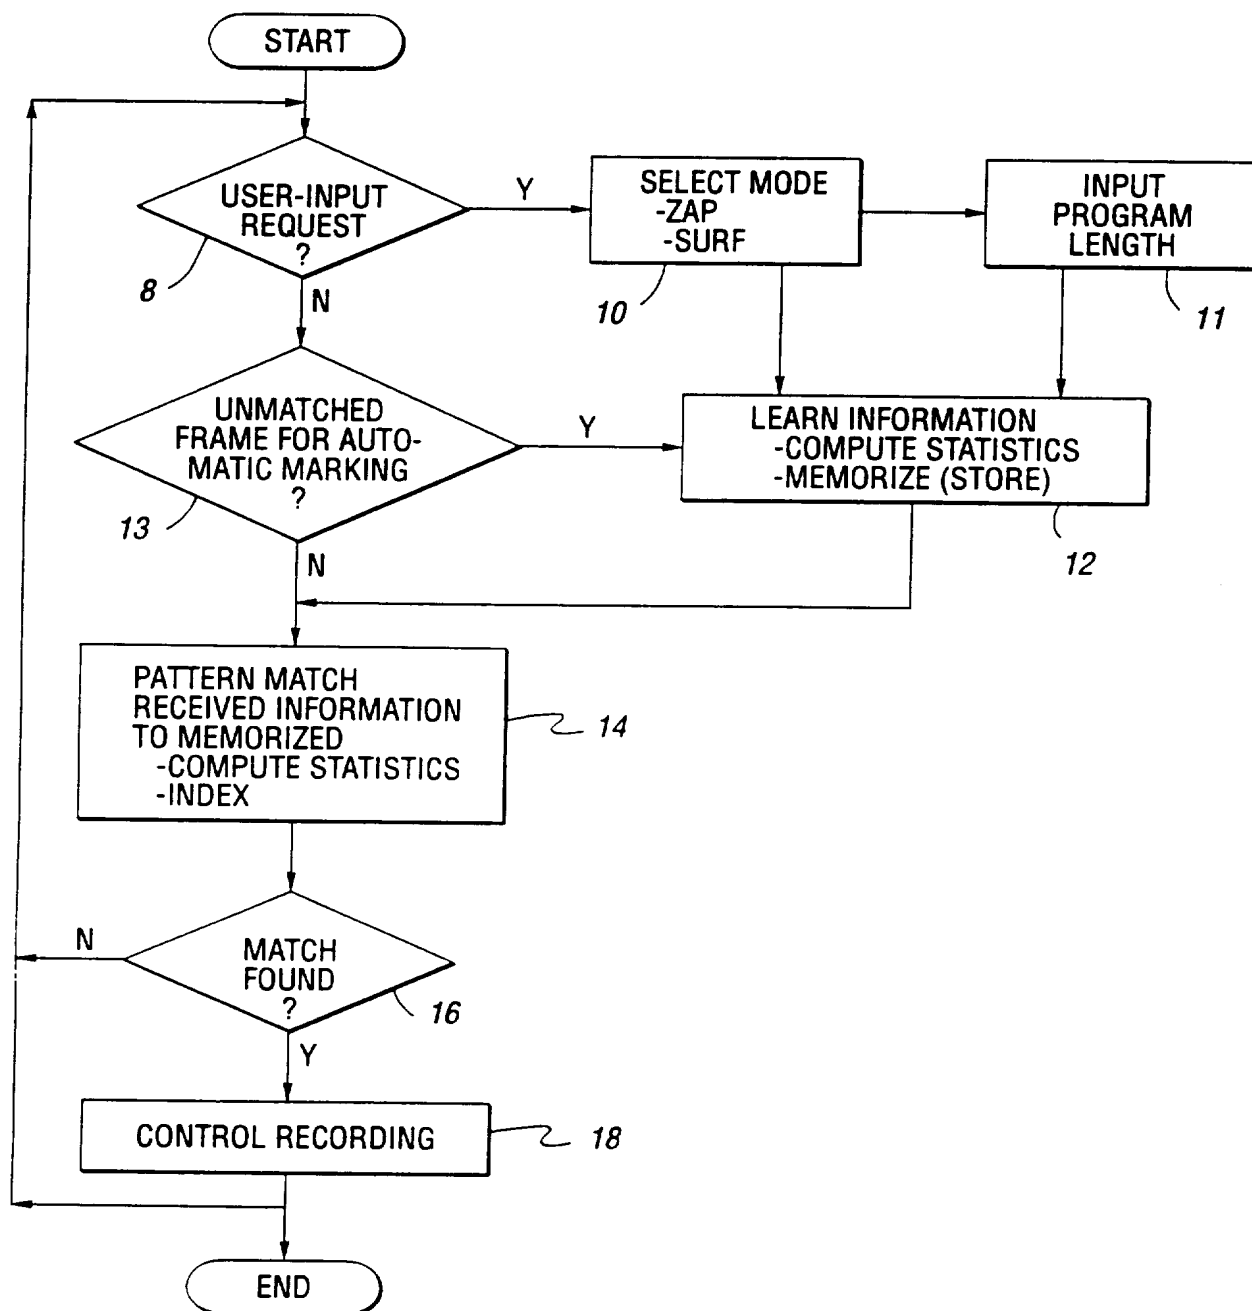 START
USER-INPUT
REQUEST
?
8
Y
N
SELECT MODE
-ZAP
-SURF
10
INPUT
PROGRAM
LENGTH
11
UNMATCHED
FRAME FOR AUTO-
MATIC MARKING
?
13
Y
N
LEARN INFORMATION
-COMPUTE STATISTICS
-MEMORIZE (STORE)
12
PATTERN MATCH
RECEIVED INFORMATION
TO MEMORIZED
-COMPUTE STATISTICS
-INDEX
14
N
MATCH
FOUND
?
16
Y
CONTROL RECORDING
18
END